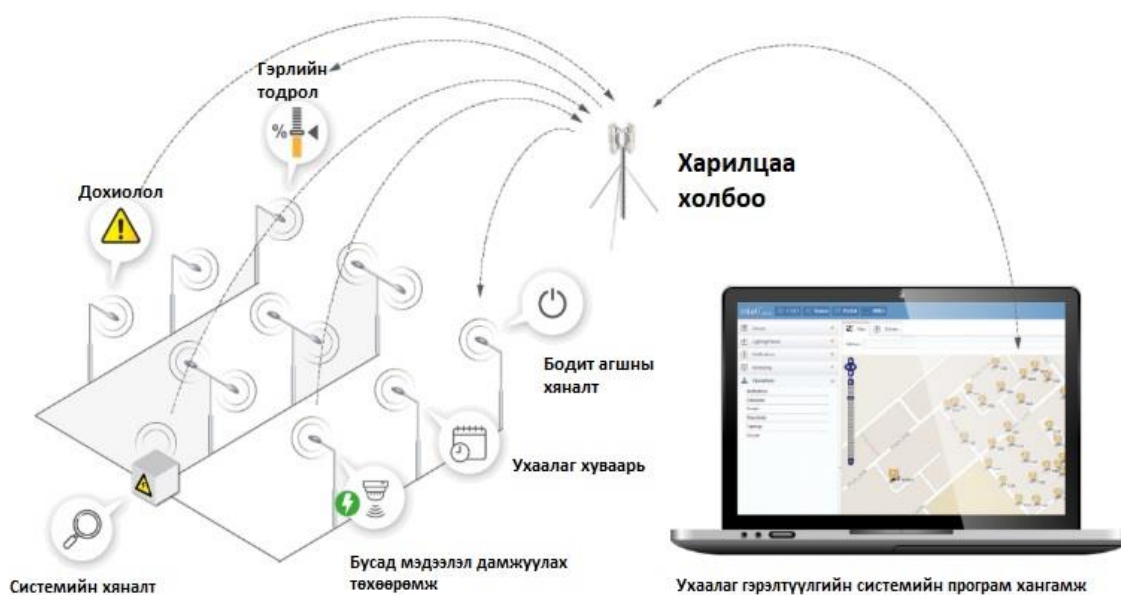 Гэрлийн
тодрол
%
Дохиолол
Харилцаа
холбоо
Бодит агшны
хяналт
Ухаалаг хуваарь
Бусад мэдээлэл дамжуулах
төхөөрөмж
Системийн хяналт
Ухаалаг гэрэлтүүлгийн системийн програм хангамж